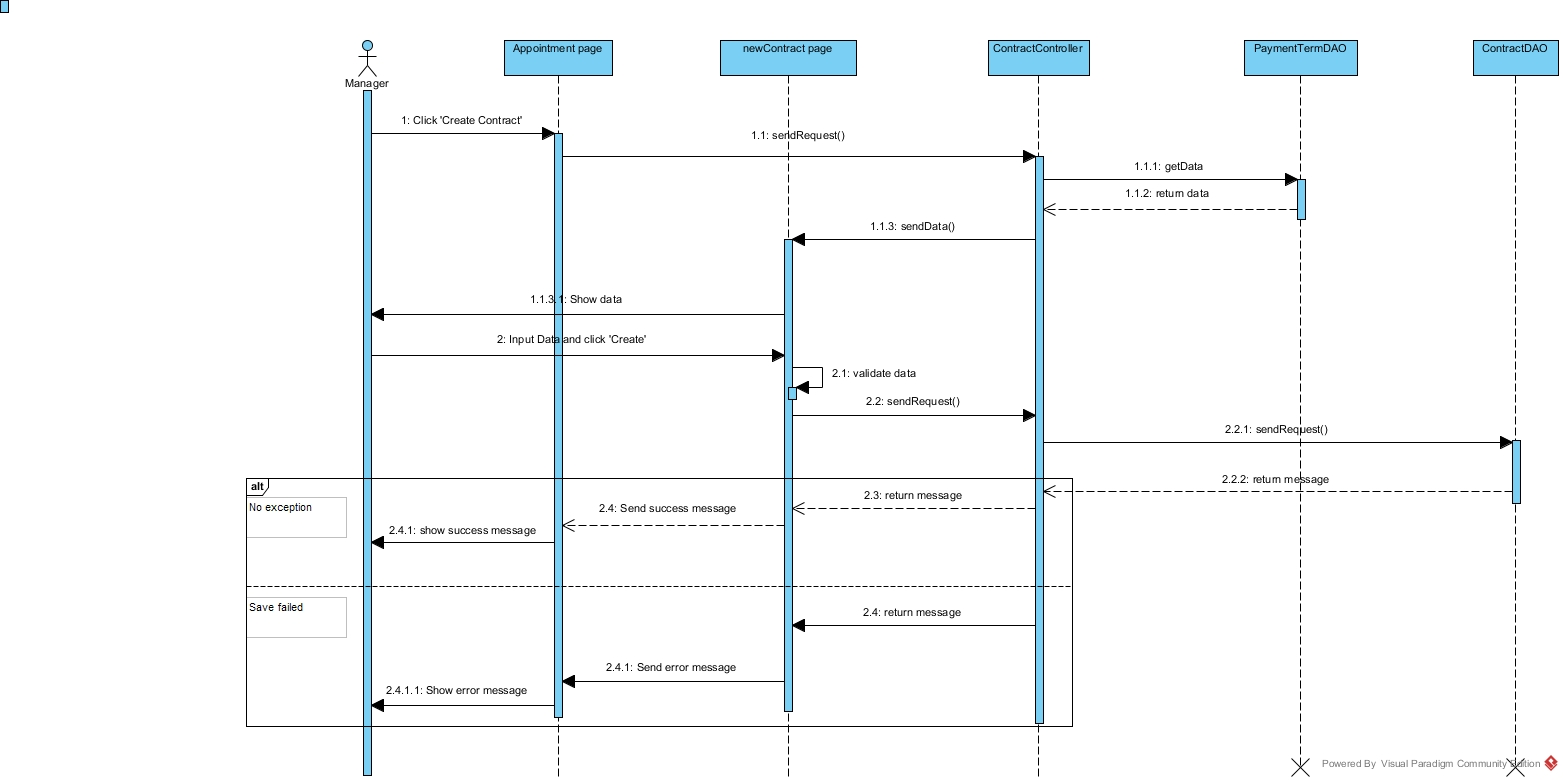 Manager
Appointment page
newContract page
ContractController
PaymentTermDAO
ContractDAO
1: Click 'Create Contract'
1.1: sendRequest()
1.1.1: getData
1.1.2: return data
1.1.3: sendData()
1.1.3.1: Show data
2: Input Data and click 'Create'
2.1: validate data
2.2: sendRequest()
2.2.1: sendRequest()
2.2.2: return message
alt
No exception
2.3: return message
2.4: Send success message
2.4.1: show success message
Save failed
2.4: return message
2.4.1: Send error message
2.4.1.1: Show error message
Powered By Visual Paradigm Community Edition